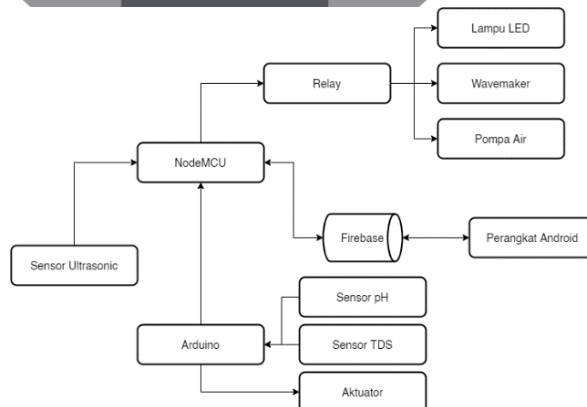 Lampu LED
Relay
Wavemaker
Pompa Air
NodeMCU
Firebase
Perangkat Android
Sensor Ultrasonic
Sensor pH
Arduino
Sensor TDS
Aktuator